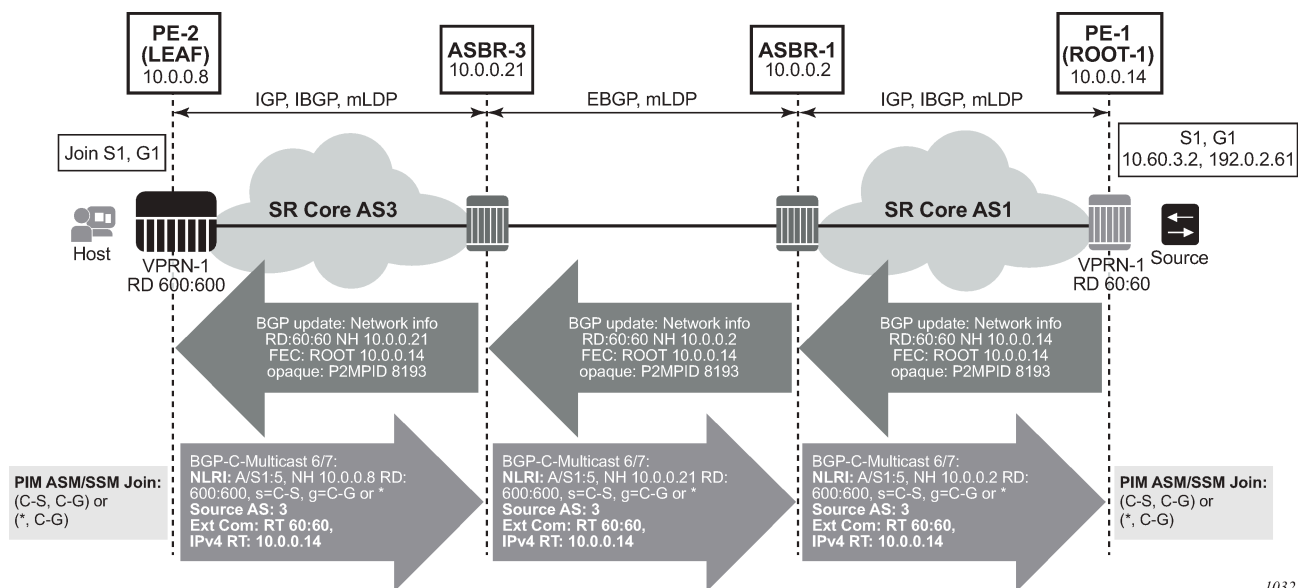 PE-2
(LEAF)
10.0.0.8
ASBR-3
10.0.0.21
ASBR-1
10.0.0.2
PE-1
(ROOT-1)
10.0.0.14
IGP, IBGP, mLDP
EBGP, mLDP
IGP, IBGP, mLDP
Join S1, G1
S1, G1
10.60.3.2, 192.0.2.61
SR Core AS3
SR Core AS1
Host
VPRN-1
RD 600:600
VPRN-1
RD 60:60
Source
BGP update: Network info
RD:60:60 NH 10.0.0.21
FEC: ROOT 10.0.0.14
opaque: P2MPID 8193
BGP update: Network info
RD:60:60 NH 10.0.0.2
FEC: ROOT 10.0.0.14
opaque: P2MPID 8193
BGP update: Network info
RD:60:60 NH 10.0.0.14
FEC: ROOT 10.0.0.14
opaque: P2MPID 8193
PIM ASM/SSM Join:
(C-S, C-G) or
(*, C-G)
BGP-C-Multicast 6/7:
NLRI: A/S1:5, NH 10.0.0.8 RD:
600:600, s=C-S, g=C-G or *
Source AS: 3
Ext Com: RT 60:60,
IPv4 RT: 10.0.0.14
BGP-C-Multicast 6/7:
NLRI: A/S1:5, NH 10.0.0.21 RD:
600:600, s=C-S, g=C-G or *
Source AS: 3
Ext Com: RT 60:60,
IPv4 RT: 10.0.0.14
BGP-C-Multicast 6/7:
NLRI: A/S1:5, NH 10.0.0.2 RD:
600:600, s=C-S, g=C-G or *
Source AS: 3
Ext Com: RT 60:60,
IPv4 RT: 10.0.0.14
PIM ASM/SSM Join:
(C-S, C-G) or
(*, C-G)
1032